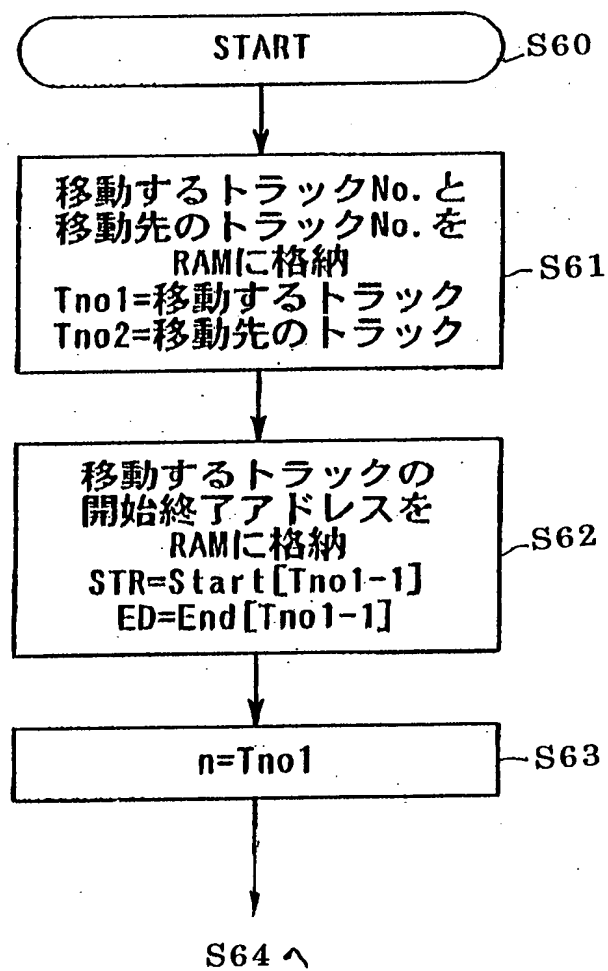 START
S60
移動するトラックNo.と
移動先のトラックNo.を
RAMに格納
Tno1=移動するトラック
Tno2=移動先のトラック
S61
移動するトラックの
開始終了アドレスを
RAMに格納
STR=Start[Tno1-1]
ED=End[Tno1-1]
S62
n=Tno1
S63
S64へ